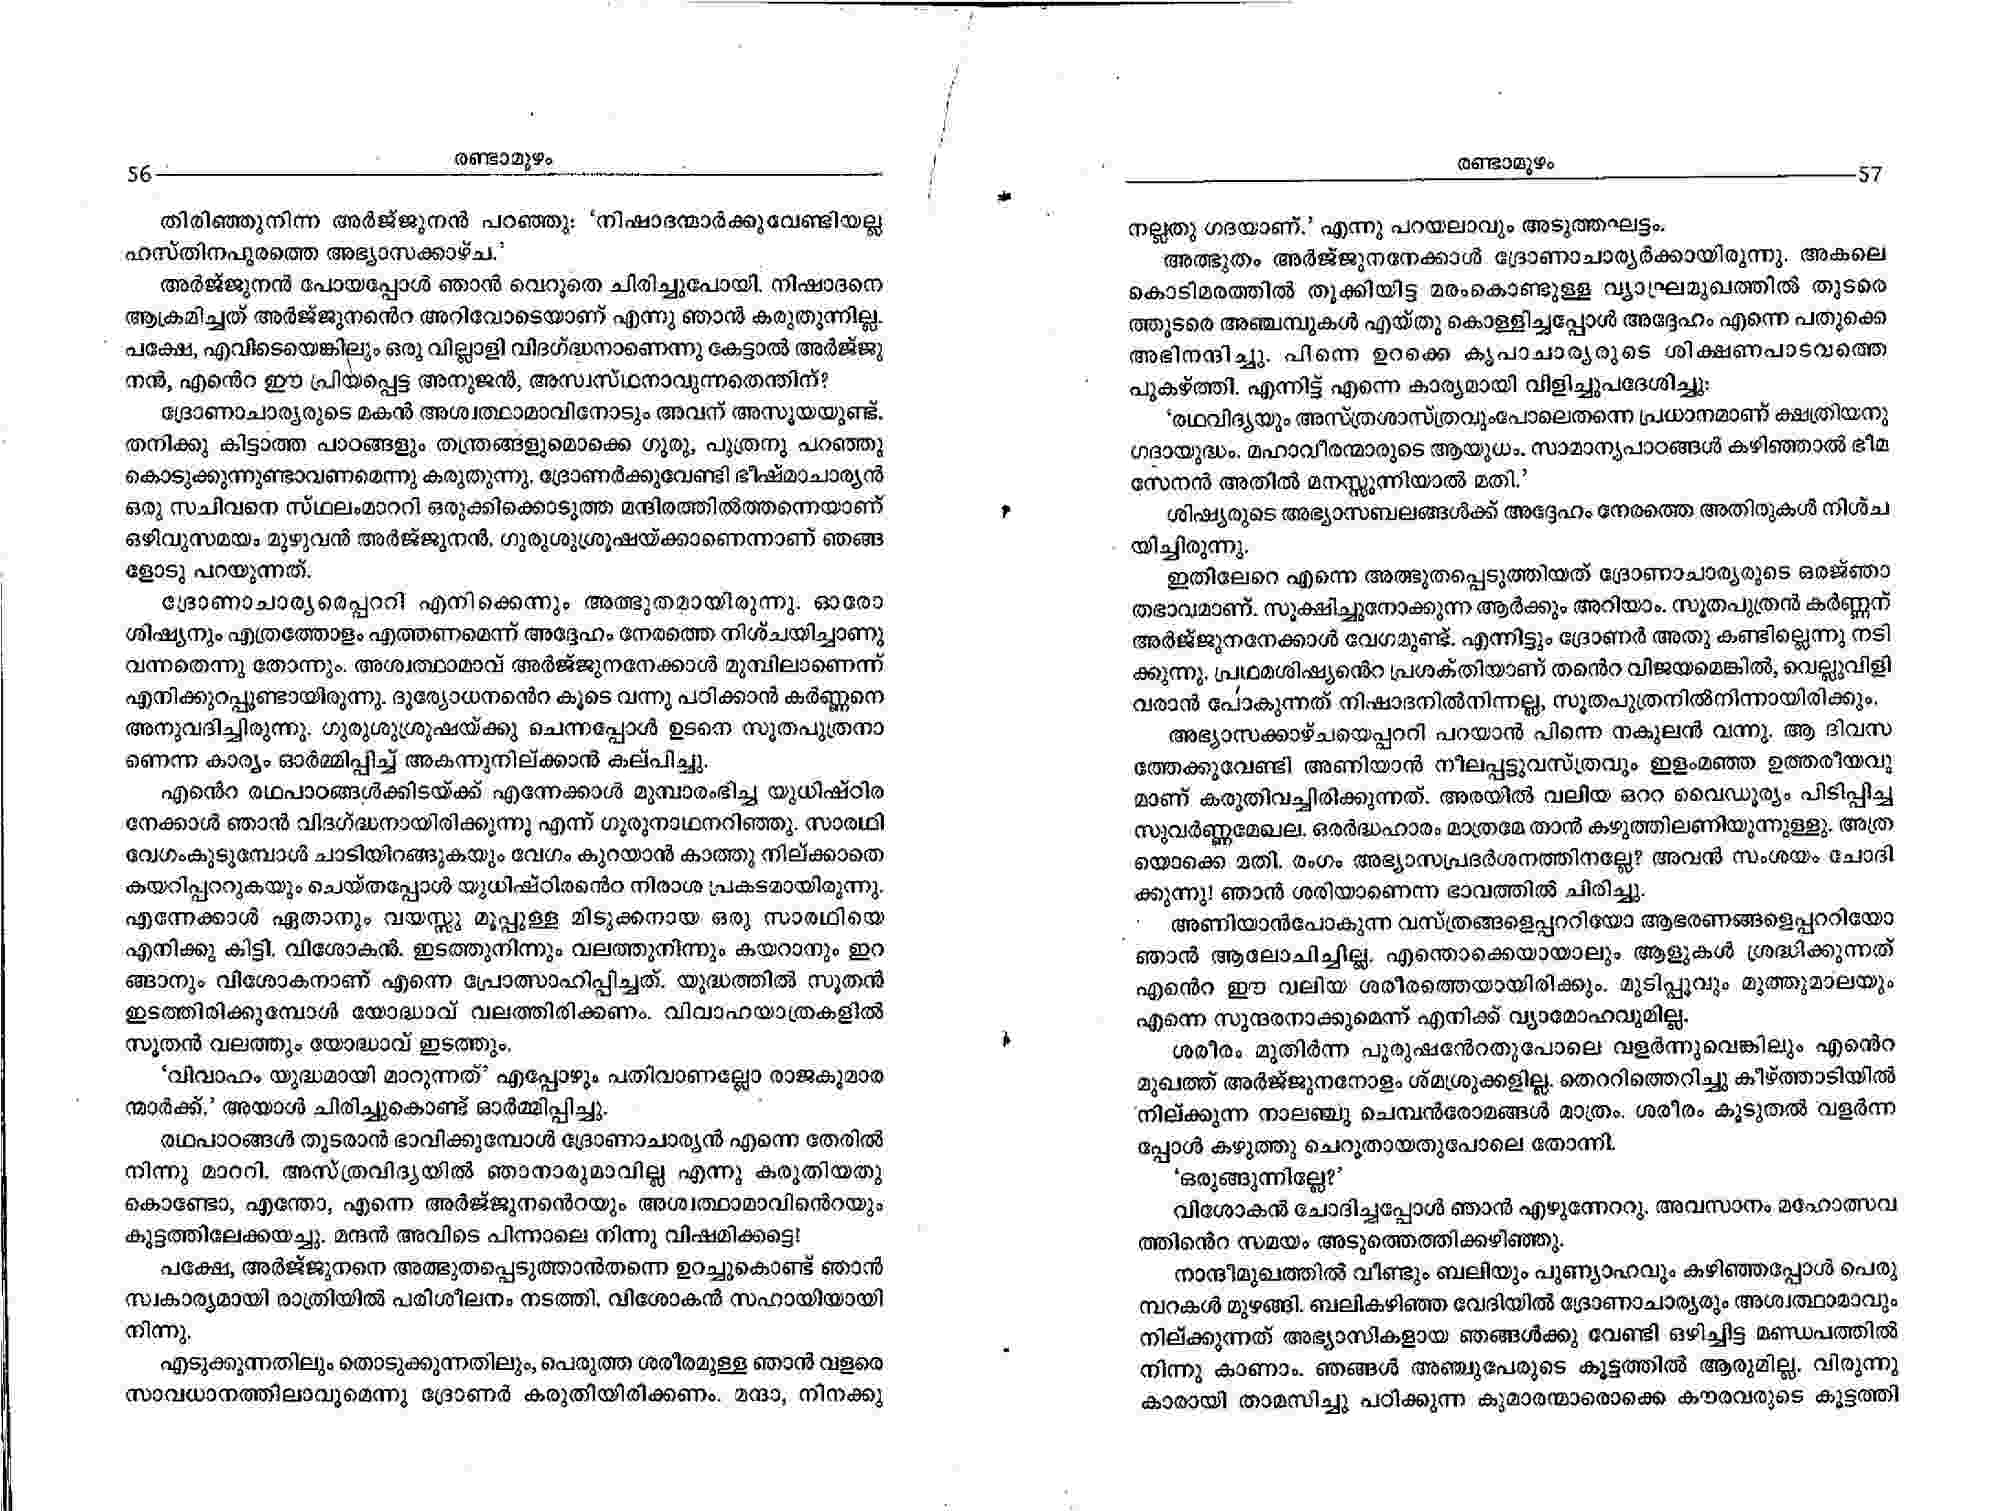 56
രണ്ടാമൂഴം
തിരിഞ്ഞുനിന്ന അർജ്ജുനൻ പറഞ്ഞു: ‘നിഷാദന്മാർക്കുവേണ്ടിയല്ല
ഹസ്തിനപുരത്തെ അഭ്യാസക്കാഴ്ച.’
അർജ്ജുനൻ പോയപ്പോൾ ഞാൻ വെറുതെ ചിരിച്ചുപോയി. നിഷാദനെ
ആക്രമിച്ചത് അർജ്ജുനൻെറ അറിവോടെയാണ് എന്നു ഞാൻ കരുതുന്നില്ല.
പക്ഷേ, എവിടെയെങ്കിലും ഒരു വില്ലാളി വിദഗ്ദ്ധനാണെന്നു കേട്ടാൽ അർജ്ജു
നൻ, എൻെറ ഈ പ്രിയപ്പെട്ട അനുജൻ, അസ്വസ്ഥനാവുന്നതെന്തിന്?
ദ്രോണാചാര്യരുടെ മകൻ അശ്വത്ഥാമാവിനോടും അവന് അസൂയയുണ്ട്.
തനിക്കു കിട്ടാത്ത പാഠങ്ങളും തന്ത്രങ്ങളുമൊക്കെ ഗുരു, പുത്രനു പറഞ്ഞു
കൊടുക്കുന്നുണ്ടാവണമെന്നു കരുതുന്നു. ദ്രോണർക്കുവേണ്ടി ഭീഷ്മാചാര്യൻ
ഒരു സചിവനെ സ്ഥലംമാററി ഒരുക്കിക്കൊടുത്ത മന്ദിരത്തിൽത്തന്നെയാണ്
ഒഴിവുസമയം മുഴുവൻ അർജ്ജുനൻ. ഗുരുശുശ്രൂഷയ്ക്കാണെന്നാണ് ഞങ്ങ
ളോടു പറയുന്നത്.
ദ്രോണാചാര്യരെപ്പററി എനിക്കെന്നും അത്ഭുതമായിരുന്നു. ഓരോ
ശിഷ്യനും എത്രത്തോളം എത്തണമെന്ന് അദ്ദേഹം നേരത്തെ നിശ്ചയിച്ചാണു
വന്നതെന്നു തോന്നും. അശ്വത്ഥാമാവ് അർജ്ജുനനേക്കാൾ മുമ്പിലാണെന്ന്
എനിക്കുറപ്പുണ്ടായിരുന്നു. ദുര്യോധനൻെറ കൂടെ വന്നു പഠിക്കാൻ കർണ്ണനെ
അനുവദിച്ചിരുന്നു. ഗുരുശുശ്രുഷയ്ക്കു ചെന്നപ്പോൾ ഉടനെ സൂതപുത്രനാ
ണെന്ന കാര്യം ഓർമ്മിപ്പിച്ച് അകന്നുനില്ക്കാൻ കല്പിച്ചു.
എൻെറ രഥപാഠങ്ങൾക്കിടയ്ക്ക് എന്നേക്കാൾ മുമ്പാരംഭിച്ച യുധിഷ്ഠിര
നേക്കാൾ ഞാൻ വിദഗ്ദ്ധനായിരിക്കുന്നു എന്ന് ഗുരുനാഥനറിഞ്ഞു. സാരഥി
വേഗംകൂടുമ്പോൾ ചാടിയിറങ്ങുകയും വേഗം കുറയാൻ കാത്തു നില്ക്കാതെ
കയറിപ്പററുകയും ചെയ്തപ്പോൾ യുധിഷ്ഠിരൻെറ നിരാശ പ്രകടമായിരുന്നു.
എന്നേക്കാൾ ഏതാനും വയസ്സു മൂപ്പുള്ള മിടുക്കനായ ഒരു സാരഥിയെ
എനിക്കു കിട്ടി. വിശോകൻ. ഇടത്തുനിന്നും വലത്തുനിന്നും കയറാനും ഇറ
ങ്ങാനും വിശോകനാണ് എന്നെ പ്രോത്സാഹിപ്പിച്ചത്. യുദ്ധത്തിൽ സൂതൻ
ഇടത്തിരിക്കുമ്പോൾ യോദ്ധാവ് വലത്തിരിക്കണം. വിവാഹയാത്രകളിൽ
സൂതൻ വലത്തും യോദ്ധാവ് ഇടത്തും.
‘വിവാഹം യുദ്ധമായി മാറുന്നത്’ എപ്പോഴും പതിവാണല്ലോ രാജകുമാര
ന്മാർക്ക്.’ അയാൾ ചിരിച്ചുകൊണ്ട് ഓർമ്മിപ്പിച്ചു.
രഥപാഠങ്ങൾ തുടരാൻ ഭാവിക്കുമ്പോൾ ദ്രോണാചാര്യൻ എന്നെ തേരിൽ
നിന്നു മാററി. അസ്ത്രവിദ്യയിൽ ഞാനാരുമാവില്ല എന്നു കരുതിയതു
കൊണ്ടോ, എന്തോ, എന്നെ അർജ്ജുനൻെറയും അശ്വത്ഥാമാവിൻെറയും
കൂട്ടത്തിലേക്കയച്ചു. മന്ദൻ അവിടെ പിന്നാലെ നിന്നു വിഷമിക്കട്ടെ!
പക്ഷേ, അർജ്ജുനനെ അത്ഭുതപ്പെടുത്താൻതന്നെ ഉറച്ചുകൊണ്ട് ഞാൻ
സ്വകാര്യമായി രാത്രിയിൽ പരിശീലനം നടത്തി. വിശോകൻ സഹായിയായി
നിന്നു.
എടുക്കുന്നതിലും തൊടുക്കുന്നതിലും, പെരുത്ത ശരീരമുള്ള ഞാൻ വളരെ
സാവധാനത്തിലാവുമെന്നു ദ്രോണർ കരുതിയിരിക്കണം. മന്ദാ, നിനക്കു
രണ്ടാമൂഴം
57
നല്ലതു ഗദയാണ്.’ എന്നു പറയലാവും അടുത്തഘട്ടം.
അത്ഭുതം അർജ്ജുനനേക്കാൾ ദ്രോണാചാര്യർക്കായിരുന്നു. അകലെ
കൊടിമരത്തിൽ തൂക്കിയിട്ട മരംകൊണ്ടുള്ള വ്യാഘ്രമുഖത്തിൽ തുടരെ
ത്തുടരെ അഞ്ചമ്പുകൾ എയ്തു കൊള്ളിച്ചപ്പോൾ അദ്ദേഹം എന്നെ പതുക്കെ
അഭിനന്ദിച്ചു. പിന്നെ ഉറക്കെ കൃപാചാര്യരുടെ ശിക്ഷണപാടവത്തെ
പുകഴ്ത്തി. എന്നിട്ട് എന്നെ കാര്യമായി വിളിച്ചുപദേശിച്ചു:
‘രഥവിദ്യയും അസ്ത്രശാസ്ത്രവുംപോലെതന്നെ പ്രധാനമാണ് ക്ഷത്രിയനു
ഗദായുദ്ധം. മഹാവീരന്മാരുടെ ആയുധം. സാമാന്യപാഠങ്ങൾ കഴിഞ്ഞാൽ ഭീമ
സേനൻ അതിൽ മനസ്സൂന്നിയാൽ മതി.’
ശിഷ്യരുടെ അഭ്യാസബലങ്ങൾക്ക് അദ്ദേഹം നേരത്തെ അതിരുകൾ നിശ്ച
യിച്ചിരുന്നു.
ഇതിലേറെ എന്നെ അത്ഭുതപ്പെടുത്തിയത് ദ്രോണാചാര്യരുടെ ഒരജ്ഞാ
തഭാവമാണ്. സൂക്ഷിച്ചുനോക്കുന്ന ആർക്കും അറിയാം. സൂതപുത്രൻ കർണ്ണന്
അർജ്ജുനനേക്കാൾ വേഗമുണ്ട്. എന്നിട്ടും ദ്രോണർ അതു കണ്ടില്ലെന്നു നടി
ക്കുന്നു. പ്രഥമശിഷ്യൻെറ പ്രശക്തിയാണ് തൻെറ വിജയമെങ്കിൽ, വെല്ലുവിളി
വരാൻ പോകുന്നത് നിഷാദനിൽനിന്നല്ല, സൂതപുത്രനിൽനിന്നായിരിക്കും.
അഭ്യാസക്കാഴ്ചയെപ്പററി പറയാൻ പിന്നെ നകുലൻ വന്നു. ആ ദിവസ
ത്തേക്കുവേണ്ടി അണിയാൻ നീലപ്പട്ടുവസ്ത്രവും ഇളംമഞ്ഞ ഉത്തരീയവു
മാണ് കരുതിവച്ചിരിക്കുന്നത്. അരയിൽ വലിയ ഒററ വൈഡൂര്യം പിടിപ്പിച്ച
സുവർണ്ണമേഖല. ഒരർദ്ധഹാരം മാത്രമേ താൻ കഴുത്തിലണിയുന്നുള്ളു. അത്ര
യൊക്കെ മതി. രംഗം അഭ്യാസപ്രദർശനത്തിനല്ലേ? അവൻ സംശയം ചോദി
ക്കുന്നു! ഞാൻ ശരിയാണെന്ന ഭാവത്തിൽ ചിരിച്ചു.
അണിയാൻപോകുന്ന വസ്ത്രങ്ങളെപ്പററിയോ ആഭരണങ്ങളെപ്പററിയോ
ഞാൻ ആലോചിച്ചില്ല. എന്തൊക്കെയായാലും ആളുകൾ ശ്രദ്ധിക്കുന്നത്
എൻെറ ഈ വലിയ ശരീരത്തെയായിരിക്കും. മുടിപ്പൂവും മുത്തുമാലയും
എന്നെ സുന്ദരനാക്കുമെന്ന് എനിക്ക് വ്യാമോഹവുമില്ല.
ശരീരം മുതിർന്ന പുരുഷൻേറതുപോലെ വളർന്നുവെങ്കിലും എൻെറ
മുഖത്ത് അർജ്ജുനനോളം ശ്മശ്രുക്കളില്ല. തെററിത്തെറിച്ചു കീഴ്ത്താടിയിൽ
നില്ക്കുന്ന നാലഞ്ചു ചെമ്പൻരോമങ്ങൾ മാത്രം. ശരീരം കൂടുതൽ വളർന്ന
പ്പോൾ കഴുത്തു ചെറുതായതുപോലെ തോന്നി.
‘ഒരുങ്ങുന്നില്ലേ?’
വിശോകൻ ചോദിച്ചപ്പോൾ ഞാൻ എഴുന്നേററു. അവസാനം മഹോത്സവ
ത്തിൻെറ സമയം അടുത്തെത്തിക്കഴിഞ്ഞു.
നാന്ദീമുഖത്തിൽ വീണ്ടും ബലിയും പുണ്യാഹവും കഴിഞ്ഞപ്പോൾ പെരു
മ്പറകൾ മുഴങ്ങി. ബലികഴിഞ്ഞ വേദിയിൽ ദ്രോണാചാര്യരും അശ്വത്ഥാമാവും
നില്ക്കുന്നത് അഭ്യാസികളായ ഞങ്ങൾക്കു വേണ്ടി ഒഴിച്ചിട്ട മണ്ഡപത്തിൽ
നിന്നു കാണാം. ഞങ്ങൾ അഞ്ചുപേരുടെ കൂട്ടത്തിൽ ആരുമില്ല. വിരുന്നു
കാരായി താമസിച്ചു പഠിക്കുന്ന കുമാരന്മാരൊക്കെ കൗരവരുടെ കൂട്ടത്തി